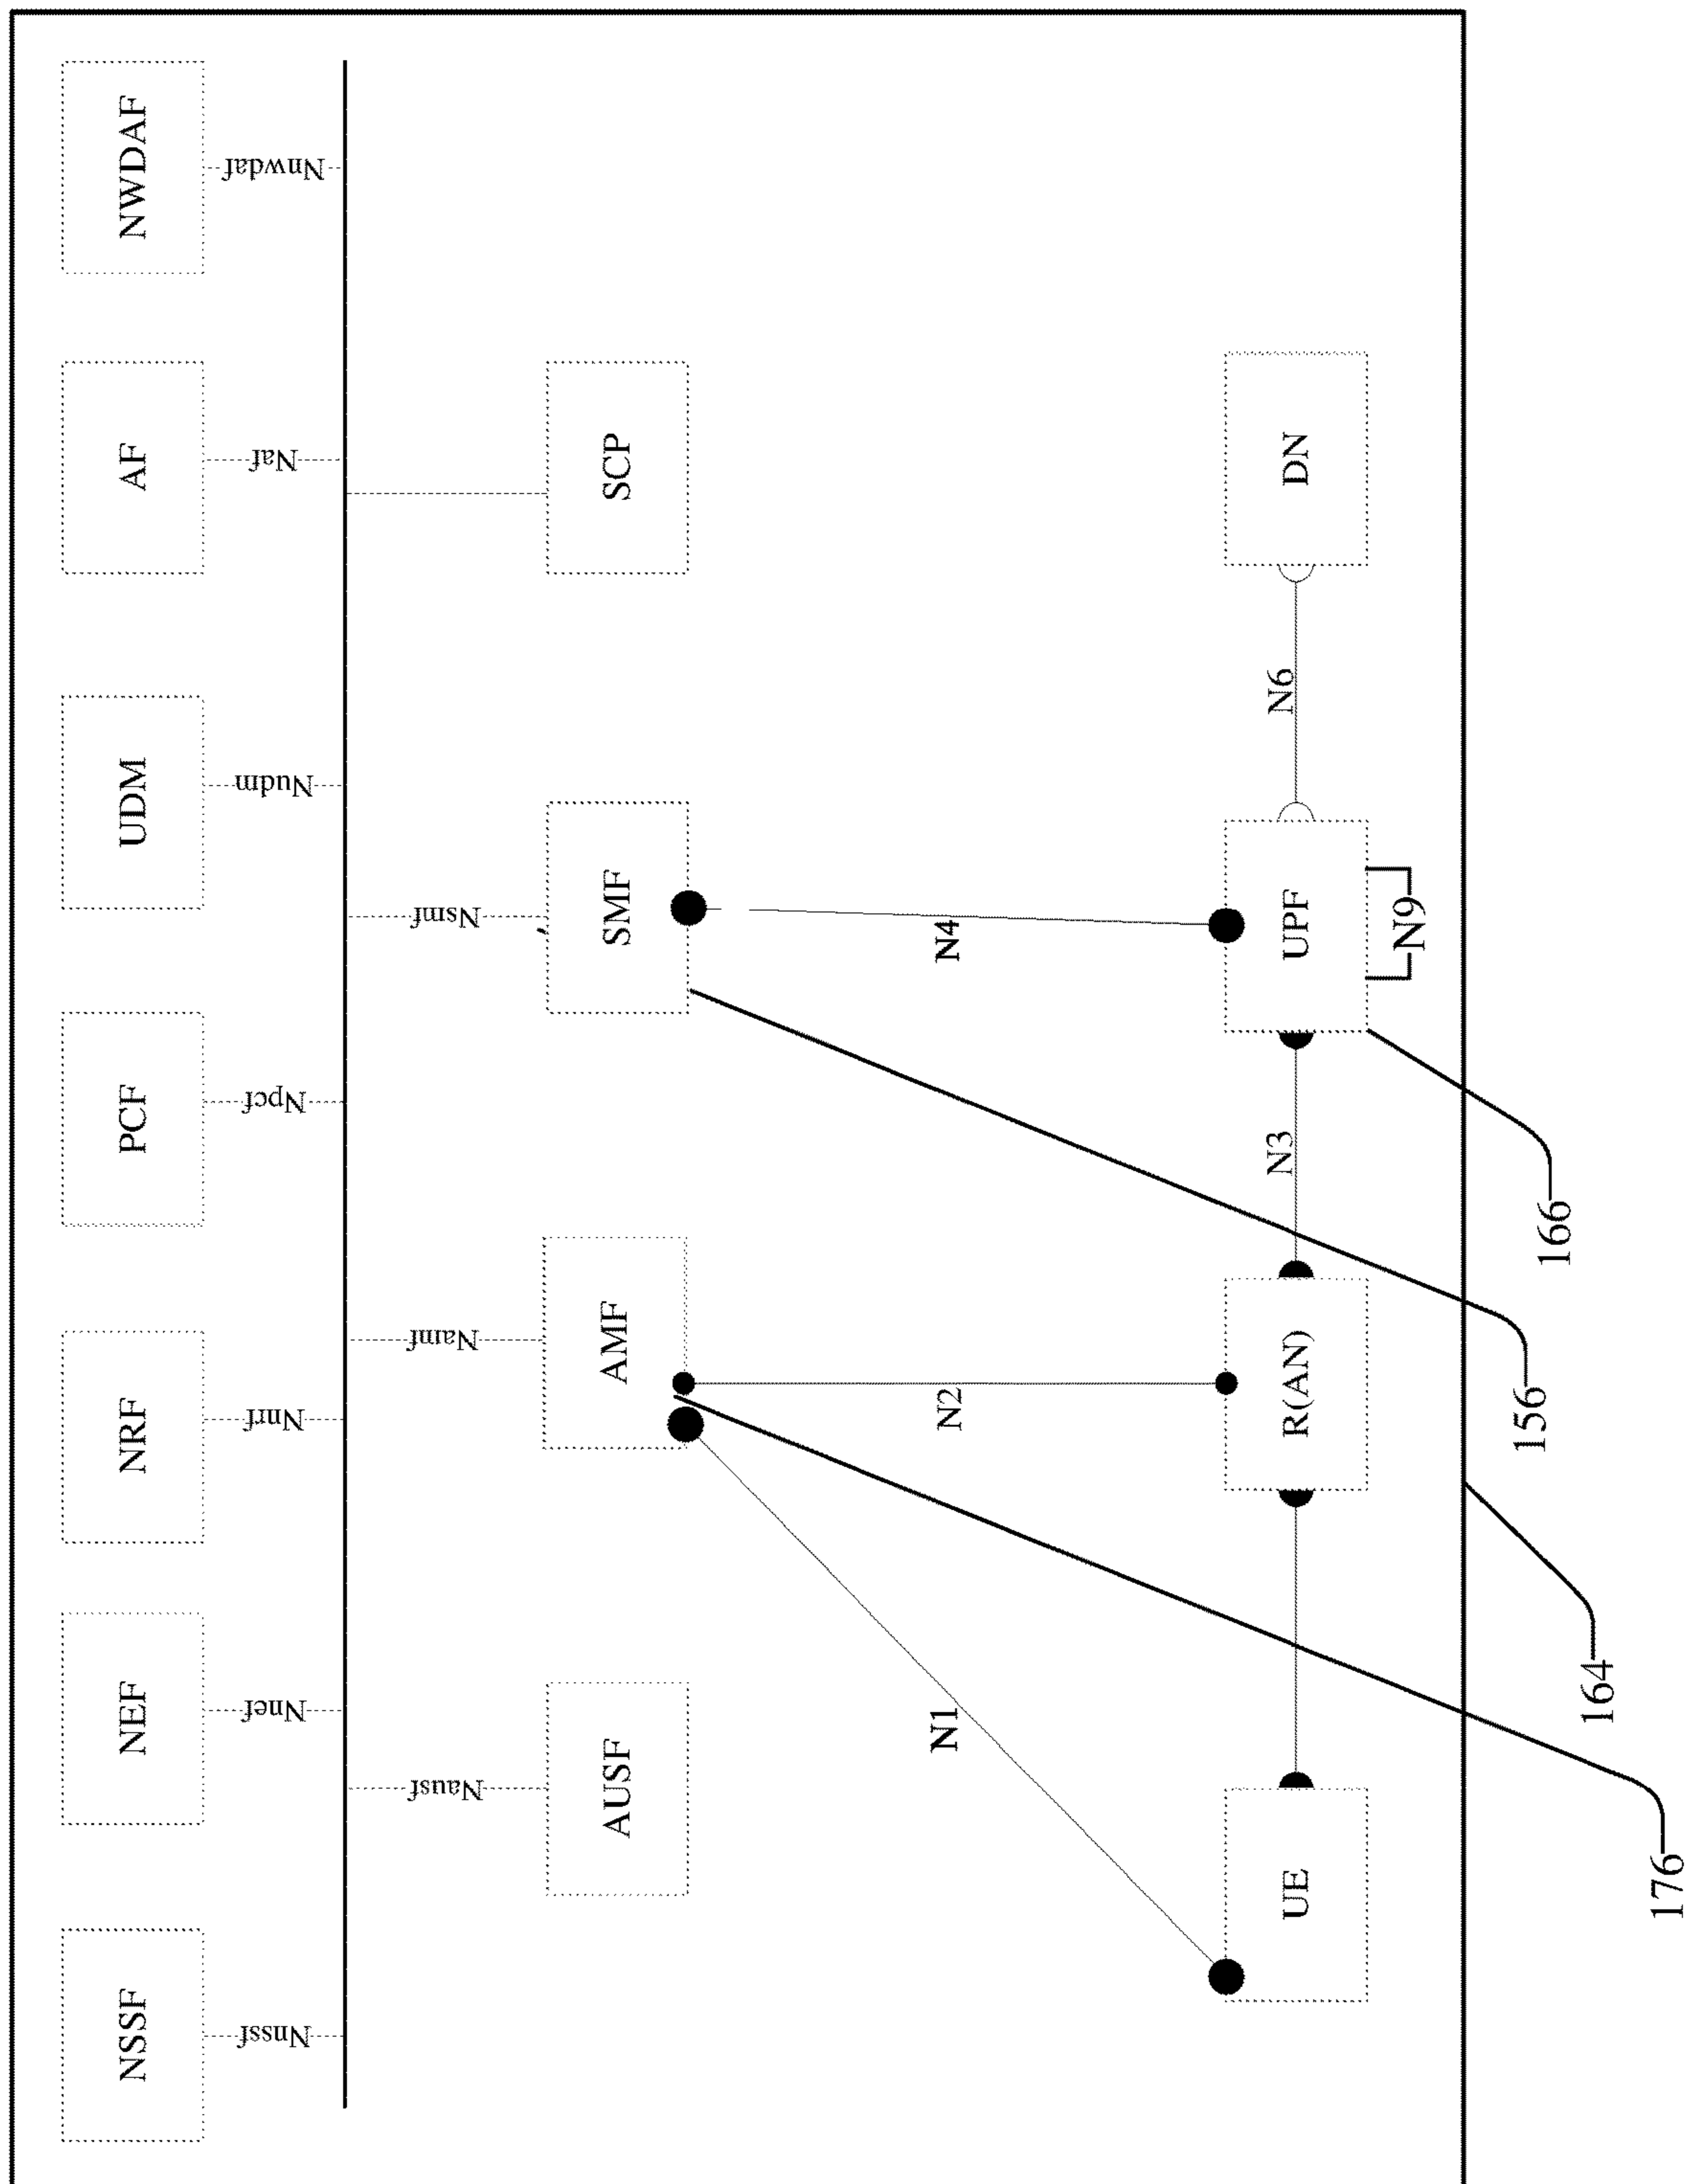 NSSF
NEF
NRF
PCF
UDM
AF
NWDAF
Nnssf
Nnef
Nnrf
Npcf
Nudm
Naf
Nnwdaf
Nausf
Namf
Nsmf
AUSF
AMF
SMF
SCP
N1
N2
N4
N3
N6
UE
R(AN)
UPF
DN
N9
176
164
156
166